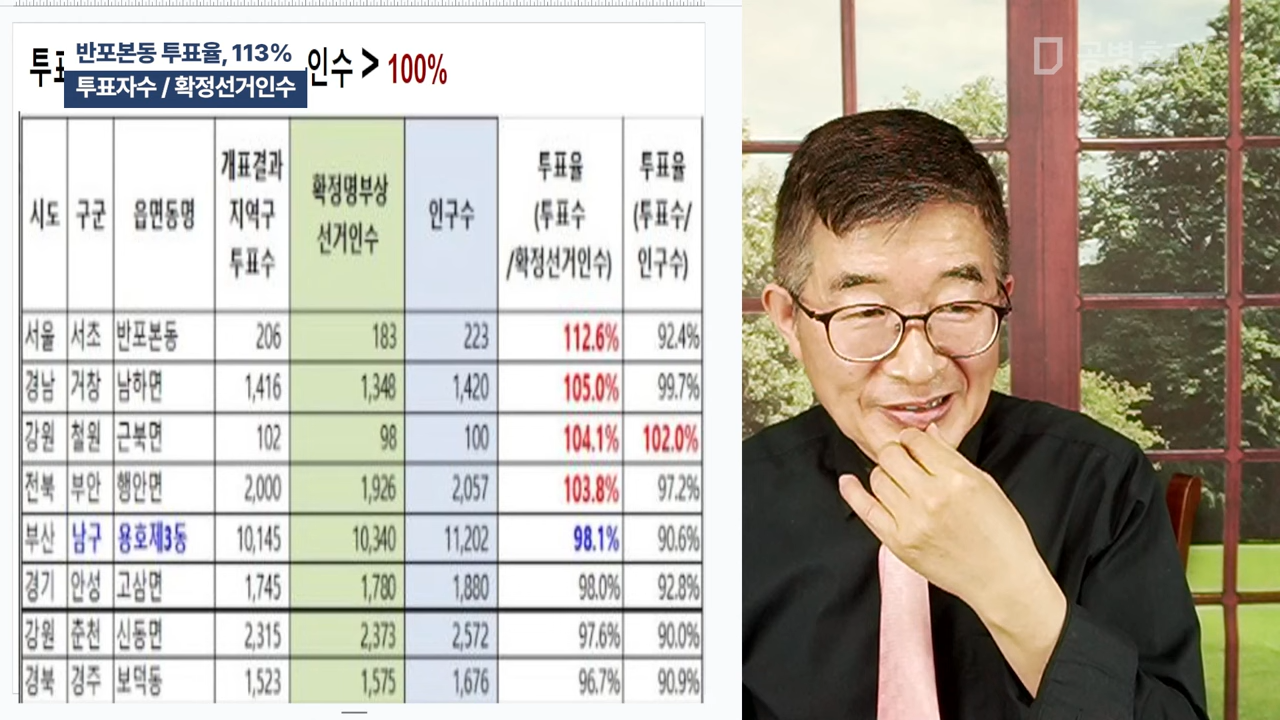 반포본동 투표율, 113%
투표자수 / 확정선거인수
인수 > 100%
시도 구군 읍면동명 개표결과 지역구 투표수 확정명부상 선거인수 인구수 투표율 (투표수 /확정선거인수) 투표율 (투표수/ 인구수)
서울 서초 반포본동 206 183 223 112.6% 92.4%
경남 거창 남하면 1,416 1,348 1,420 105.0% 99.7%
강원 철원 근북면 102 98 100 104.1% 102.0%
전북 부안 행안면 2,000 1,926 2,057 103.8% 97.2%
부산 남구 용호제3동 10,145 10,340 11,202 98.1% 90.6%
경기 안성 고삼면 1,745 1,780 1,880 98.0% 92.8%
강원 춘천 신동면 2,315 2,373 2,572 97.6% 90.0%
경북 경주 보덕동 1,523 1,575 1,676 96.7% 90.9%
공병호TV